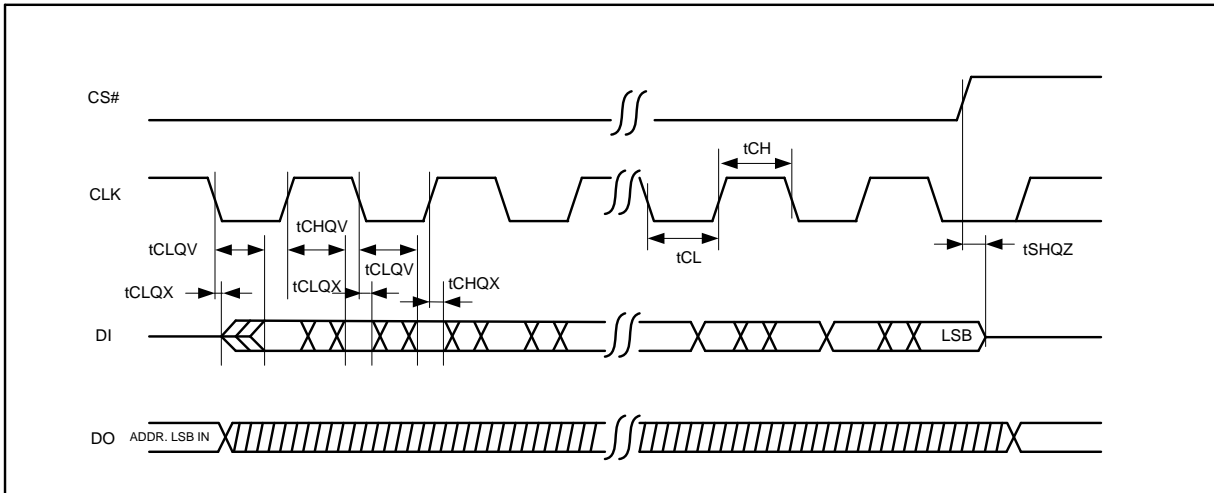 CS#
tCH
CLK
tCHQV
tCLQV
tCLQV
tCL
tSHQZ
tCLQX
tCHQX
tCLQX
DI
LSB
DO
ADDR. LSB IN